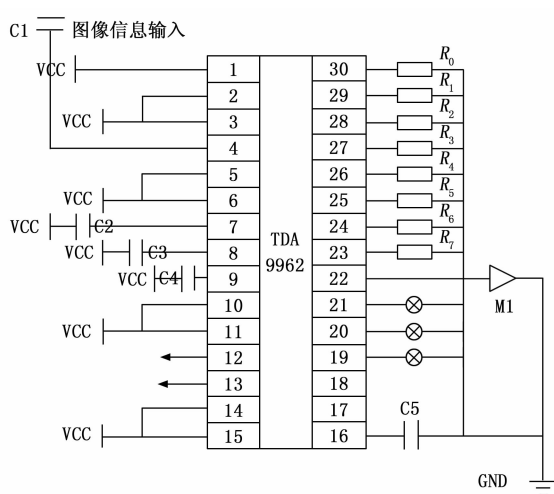 C1 图像信息输入
VCC 1 30 R₀
2 29 R₁
VCC 3 28 R₂
4 27 R₃
5 26 R₄
VCC 6 25 R₅
VCC C2 7 24 R₆
VCC C3 8 23 R₇
TDA
9962
VCC C4 9 22
M1
10 21
VCC 11 20
12 19
13 18
14 17 C5
VCC 15 16
GND